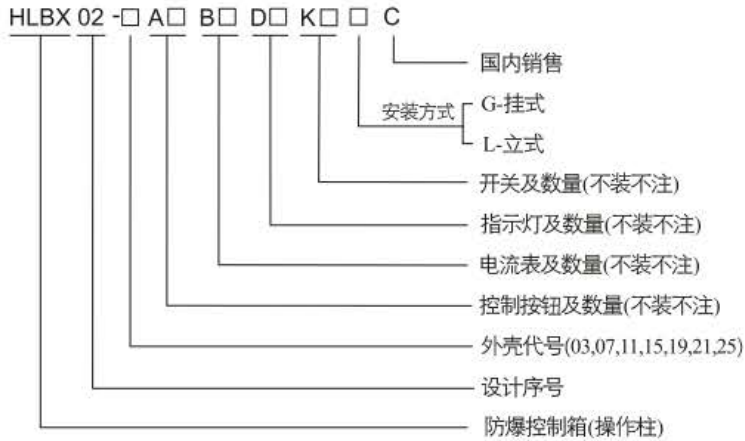 HLBX 02 -□ A□ B□ D□ K□ □ C
国内销售
安装方式
G-挂式
L-立式
开关及数量(不装不注)
指示灯及数量(不装不注)
电流表及数量(不装不注)
控制按钮及数量(不装不注)
外壳代号(03,07,11,15,19,21,25)
设计序号
防爆控制箱(操作柱)